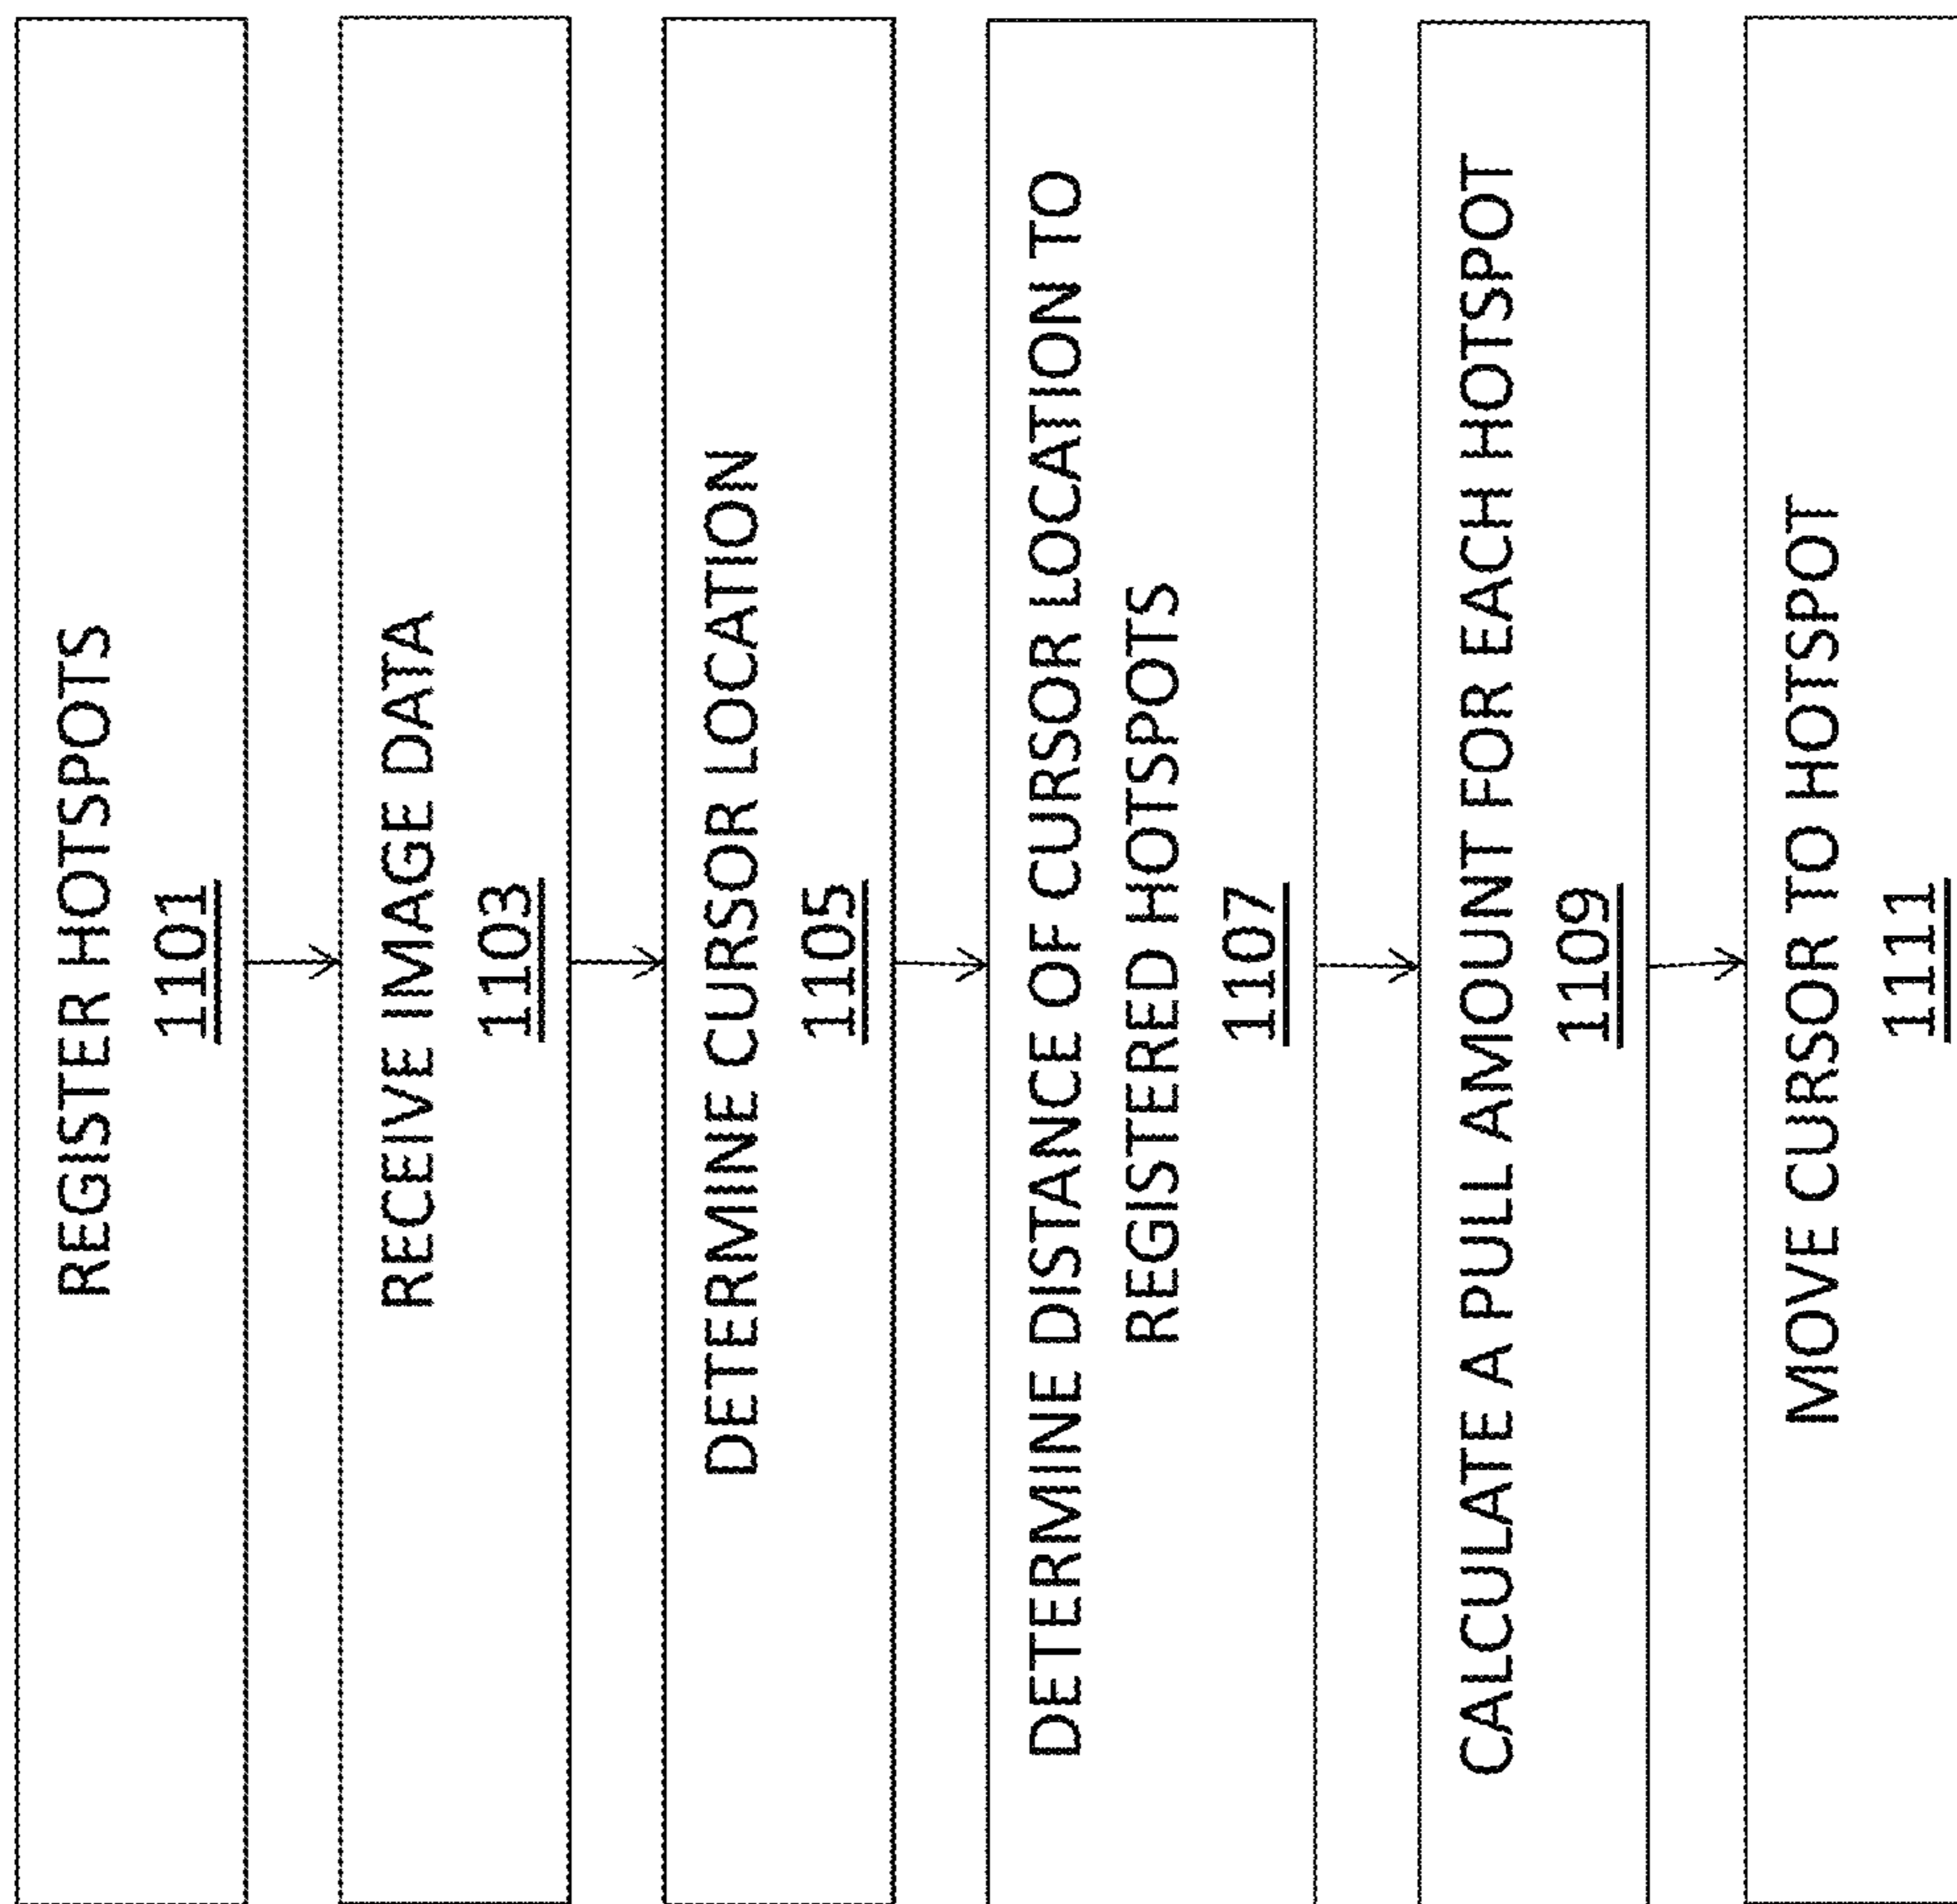 REGISTER HOTSPOTS
1101
RECEIVE IMAGE DATA
1103
DETERMINE CURSOR LOCATION
1105
DETERMINE DISTANCE OF CURSOR LOCATION TO
REGISTERED HOTSPOTS
1107
CALCULATE A PULL AMOUNT FOR EACH HOTSPOT
1109
MOVE CURSOR TO HOTSPOT
1111